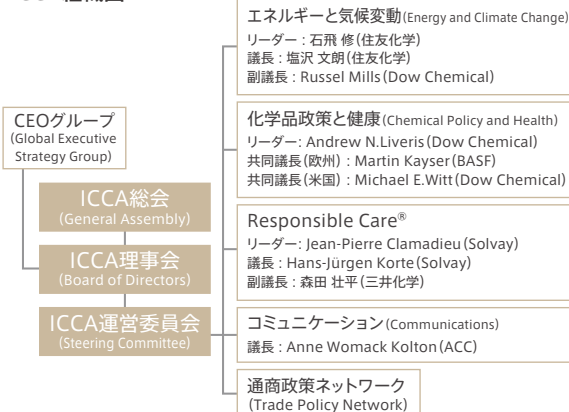 エネルギーと気候変動(Energy and Climate Change)
リーダー : 石飛 修(住友化学)
議長 : 塩沢 文朗(住友化学)
副議長 : Russel Mills(Dow Chemical)
化学品政策と健康(Chemical Policy and Health)
リーダー: Andrew N.Liveris(Dow Chemical)
共同議長(欧州) : Martin Kayser(BASF)
共同議長(米国) : Michael E.Witt(Dow Chemical)
CEOグループ
(Global Executive
Strategy Group)
ICCA総会
(General Assembly)
ICCA理事会
(Board of Directors)
ICCA運営委員会
(Steering Committee)
Responsible Care®
リーダー: Jean-Pierre Clamadieu(Solvay)
議長 : Hans-Jürgen Korte(Solvay)
副議長 : 森田 壮平(三井化学)
コミュニケーション(Communications)
議長 : Anne Womack Kolton(ACC)
通商政策ネットワーク
(Trade Policy Network)